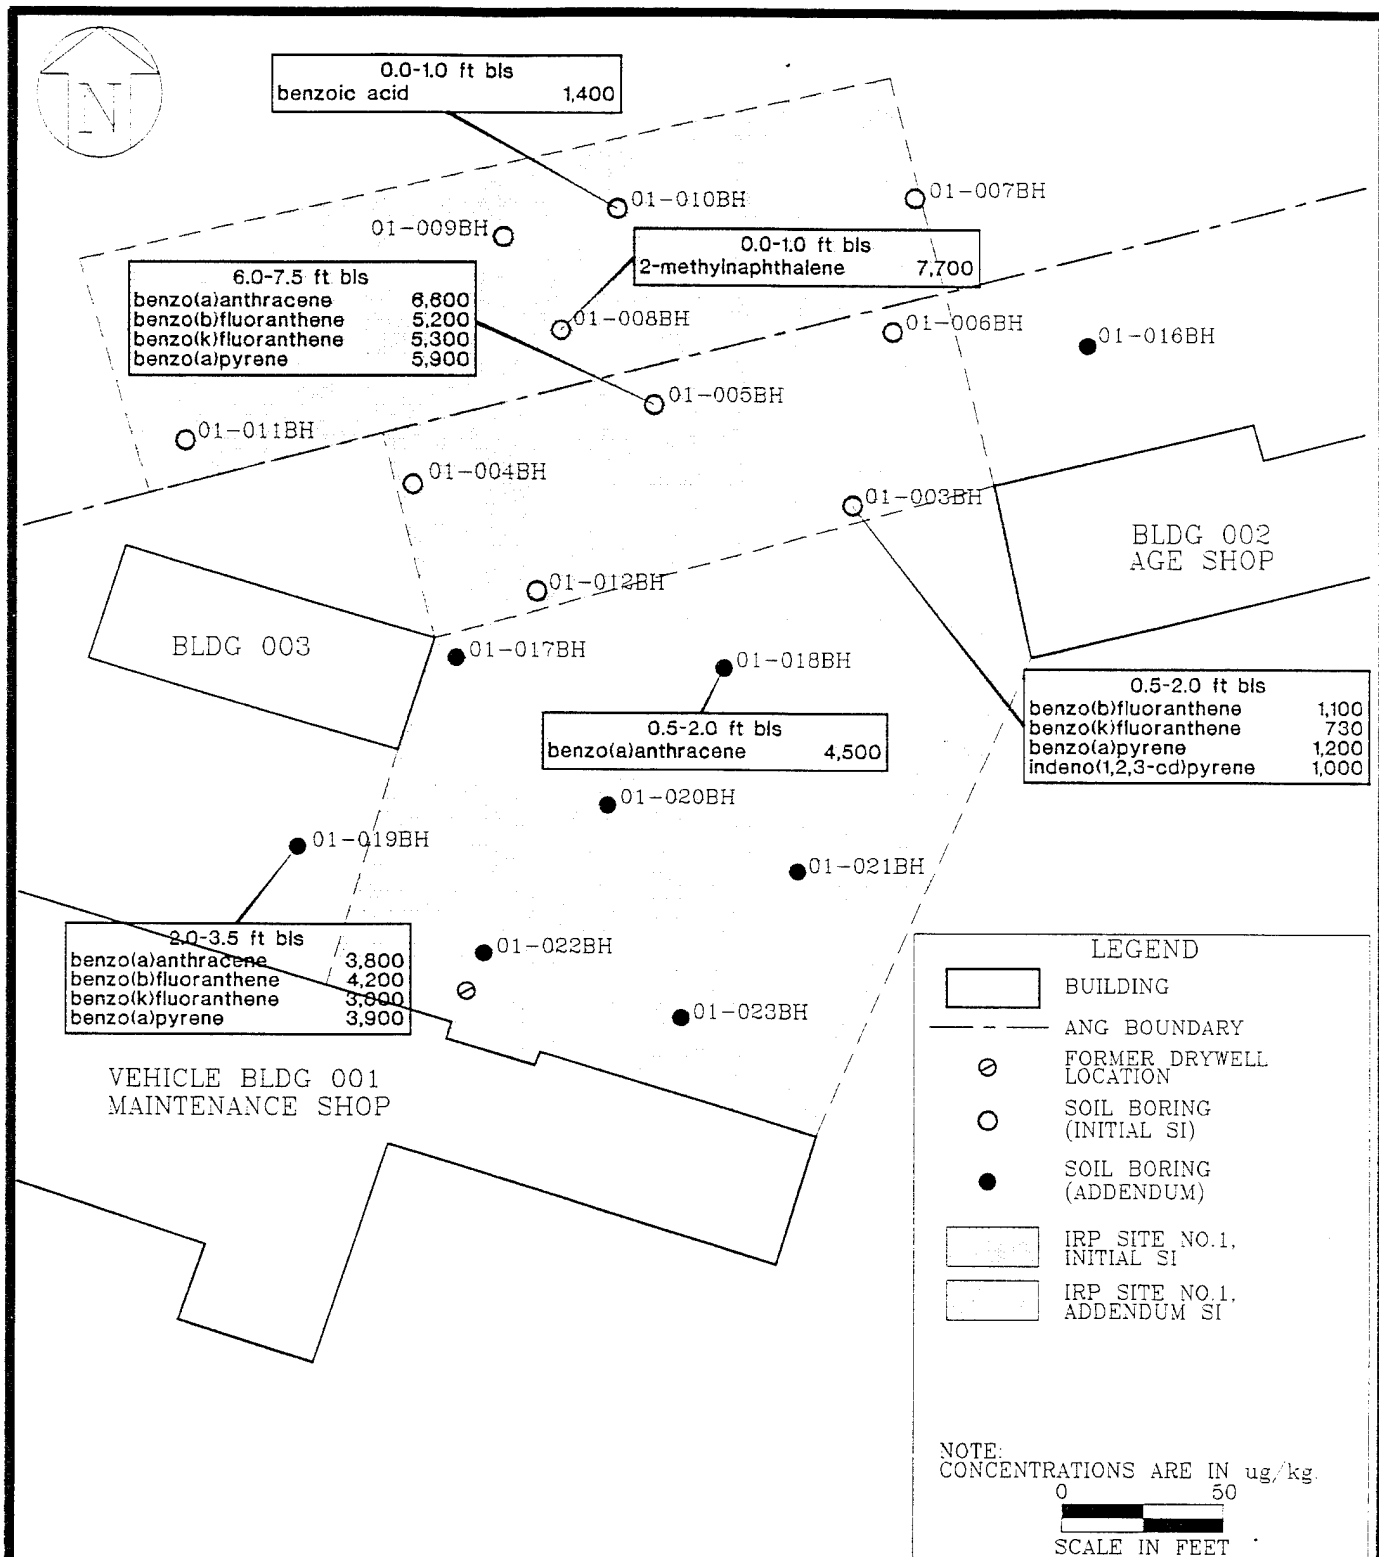 N
0.0-1.0 ft bls
benzoic acid 1,400
01-010BH
01-007BH
01-009BH
0.0-1.0 ft bls
2-methylnaphthalene 7,700
6.0-7.5 ft bls
benzo(a)anthracene 6,600
benzo(b)fluoranthene 5,200
benzo(k)fluoranthene 5,300
benzo(a)pyrene 5,900
01-008BH
01-006BH
01-016BH
01-005BH
01-011BH
01-004BH
01-003BH
BLDG 002
AGE SHOP
01-012BH
BLDG 003
01-017BH
01-018BH
0.5-2.0 ft bls
benzo(b)fluoranthene 1,100
benzo(k)fluoranthene 730
benzo(a)pyrene 1,200
indeno(1,2,3-cd)pyrene 1,000
0.5-2.0 ft bls
benzo(a)anthracene 4,500
01-020BH
01-019BH
01-021BH
2.0-3.5 ft bls
benzo(a)anthracene 3,800
benzo(b)fluoranthene 4,200
benzo(k)fluoranthene 3,800
benzo(a)pyrene 3,900
01-022BH
01-023BH
VEHICLE BLDG 001
MAINTENANCE SHOP
LEGEND
BUILDING
ANG BOUNDARY
FORMER DRYWELL
LOCATION
SOIL BORING
(INITIAL SI)
SOIL BORING
(ADDENDUM)
IRP SITE NO.1,
INITIAL SI
IRP SITE NO.1,
ADDENDUM SI
NOTE:
CONCENTRATIONS ARE IN ug/kg.
0 50
SCALE IN FEET